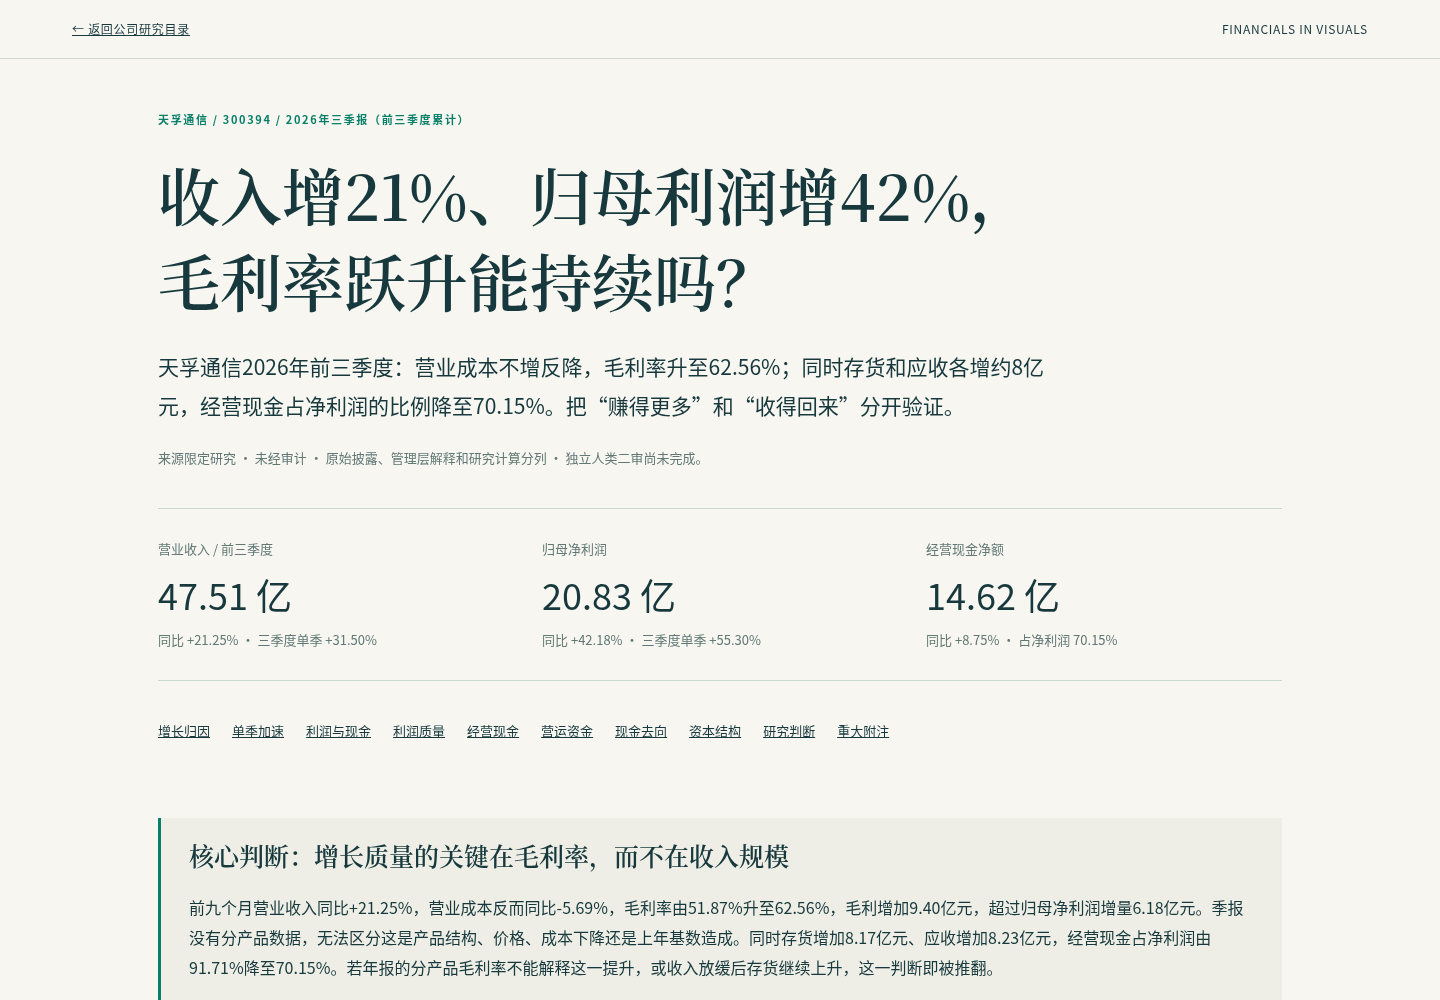 ← 返回公司研究目录
FINANCIALS IN VISUALS
天孚通信 / 300394 / 2026年三季报（前三季度累计）
收入增21%、归母利润增42%，
毛利率跃升能持续吗？
天孚通信2026年前三季度：营业成本不增反降，毛利率升至62.56%；同时存货和应收各增约8亿
元，经营现金占净利润的比例降至70.15%。把“赚得更多”和“收得回来”分开验证。
来源限定研究 · 未经审计 · 原始披露、管理层解释和研究计算分列 · 独立人类二审尚未完成。
营业收入 / 前三季度
47.51 亿
同比 +21.25% · 三季度单季 +31.50%
归母净利润
20.83 亿
同比 +42.18% · 三季度单季 +55.30%
经营现金净额
14.62 亿
同比 +8.75% · 占净利润 70.15%
增长归因 单季加速 利润与现金 利润质量 经营现金 营运资金 现金去向 资本结构 研究判断 重大附注
核心判断：增长质量的关键在毛利率，而不在收入规模
前九个月营业收入同比+21.25%，营业成本反而同比-5.69%，毛利率由51.87%升至62.56%，毛利增加9.40亿元，超过归母净利润增量6.18亿元。季报
没有分产品数据，无法区分这是产品结构、价格、成本下降还是上年基数造成。同时存货增加8.17亿元、应收增加8.23亿元，经营现金占净利润由
91.71%降至70.15%。若年报的分产品毛利率不能解释这一提升，或收入放缓后存货继续上升，这一判断即被推翻。